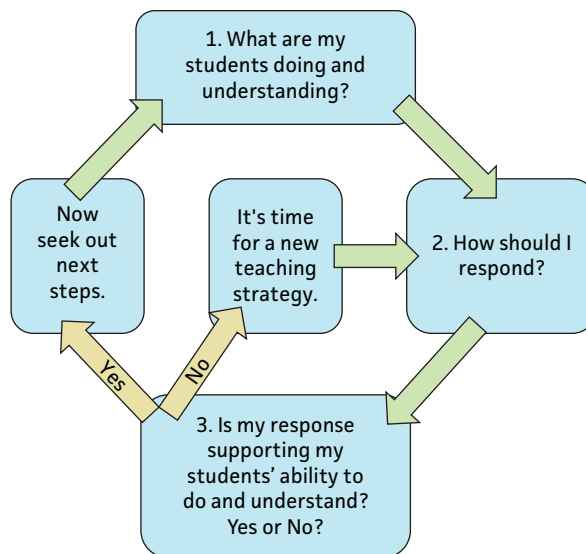 1. What are my
students doing and
understanding?
Now
seek out
next
steps.
It's time
for a new
teaching
strategy.
2. How should I
respond?
Yes
No
3. Is my response
supporting my
students’ ability to
do and understand?
Yes or No?